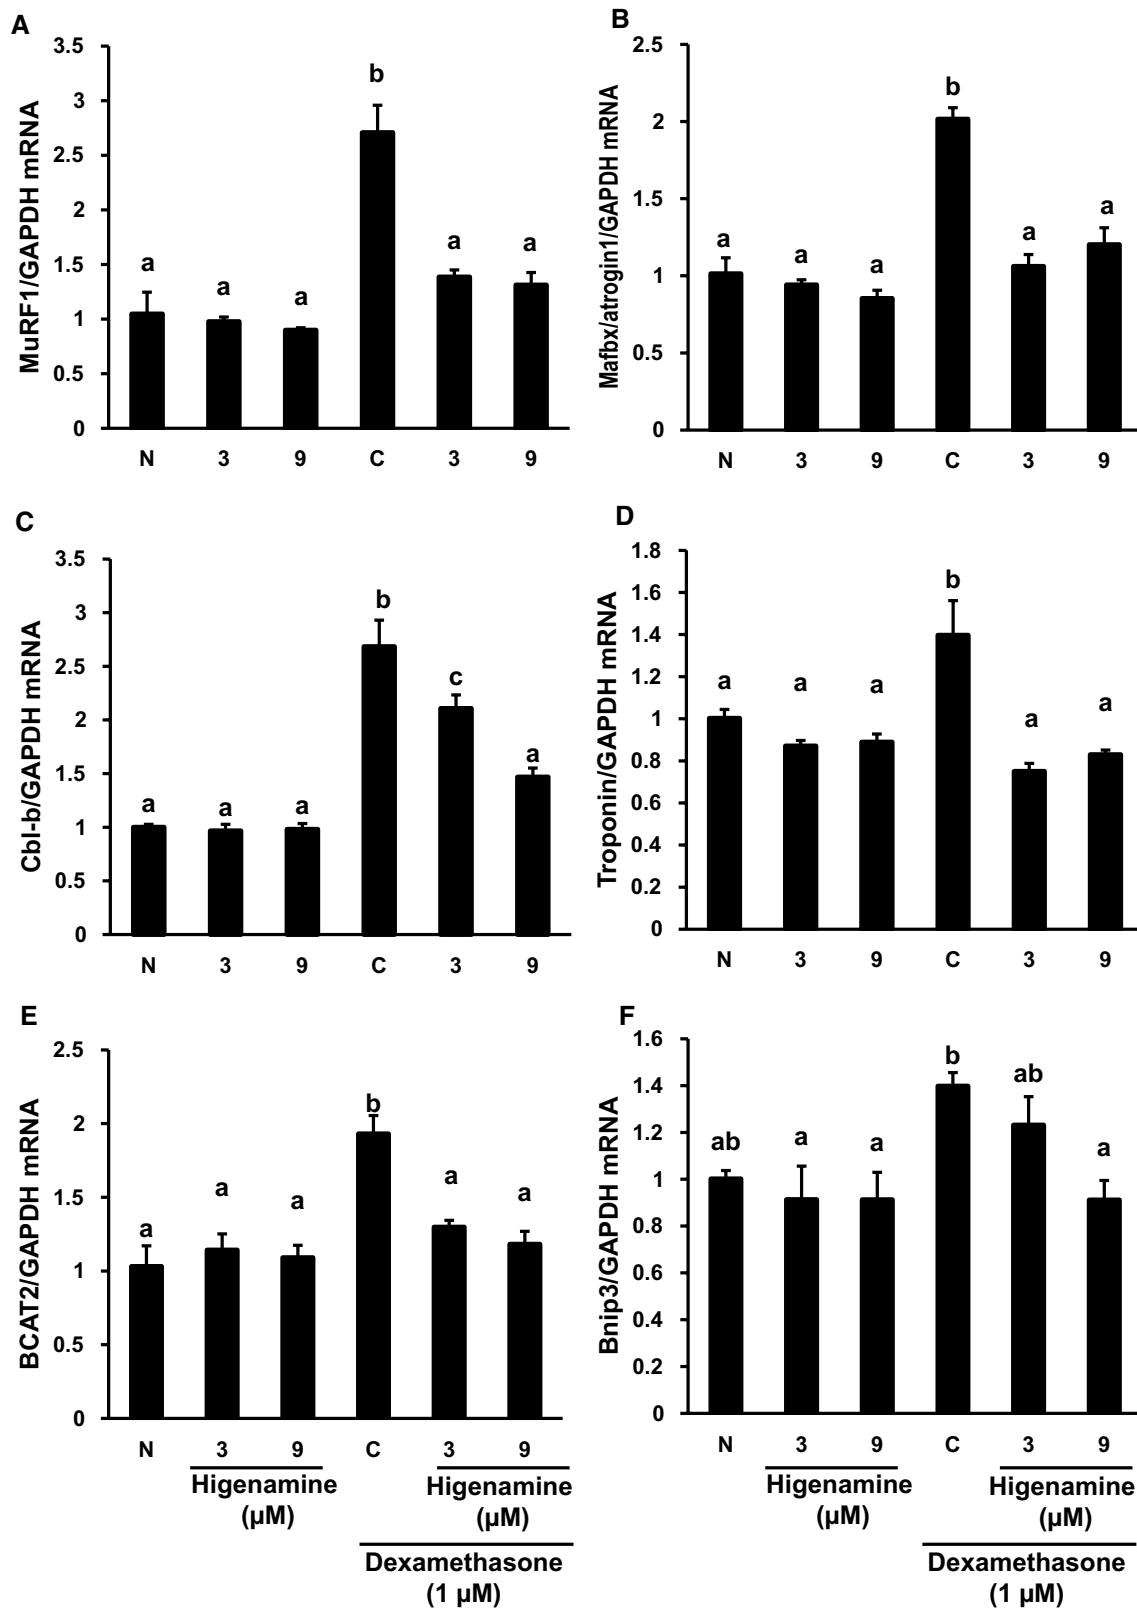 A
MuRF1/GAPDH mRNA
3.5
3
2.5
2
1.5
1
0.5
0
a
a
a
b
a
a
N 3 9 C 3 9
B
Mafbx/atrogin1/GAPDH mRNA
2.5
2
1.5
1
0.5
0
a
a
a
b
a
a
N 3 9 C 3 9
C
Cbl-b/GAPDH mRNA
3.5
3
2.5
2
1.5
1
0.5
0
a
a
a
b
c
a
N 3 9 C 3 9
D
Troponin/GAPDH mRNA
1.8
1.6
1.4
1.2
1
0.8
0.6
0.4
0.2
0
a
a
a
b
a
a
N 3 9 C 3 9
E
BCAT2/GAPDH mRNA
2.5
2
1.5
1
0.5
0
a
a
a
b
a
a
N 3 9 C 3 9
Higenamine
(µM)
Higenamine
(µM)
Dexamethasone
(1 µM)
F
Bnip3/GAPDH mRNA
1.6
1.4
1.2
1
0.8
0.6
0.4
0.2
0
ab
a
a
b
ab
a
N 3 9 C 3 9
Higenamine
(µM)
Higenamine
(µM)
Dexamethasone
(1 µM)